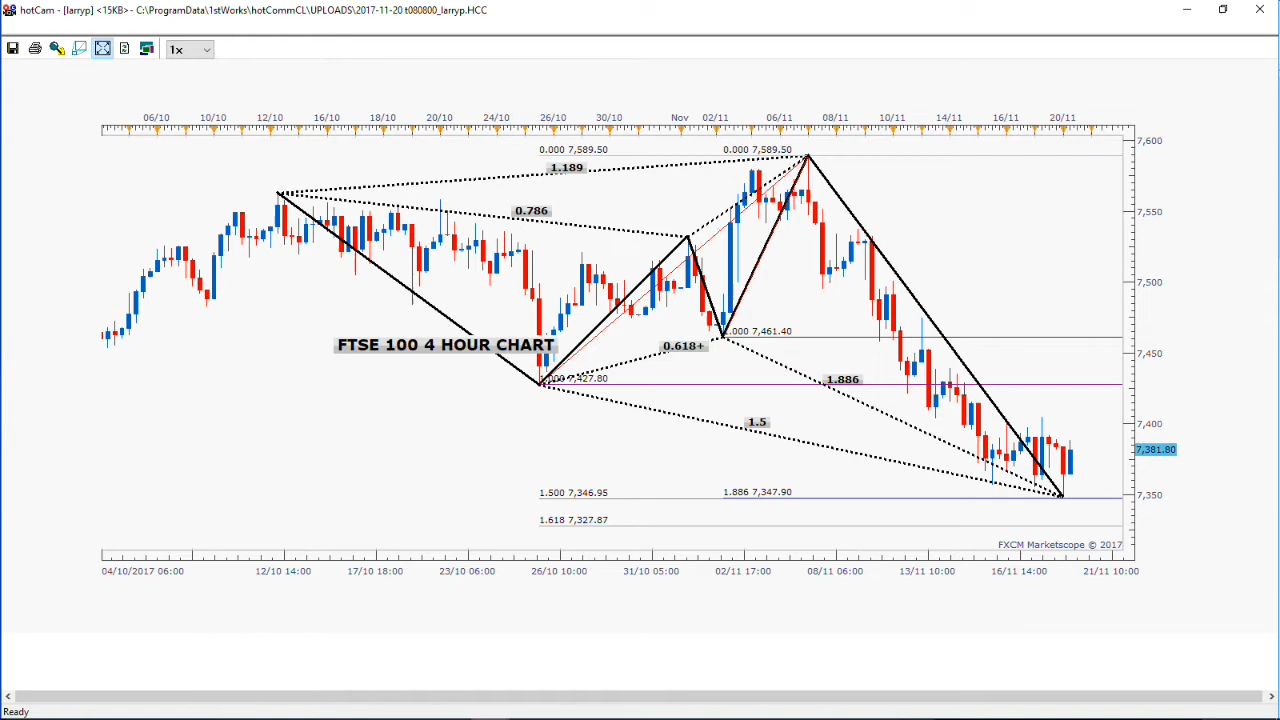 hotCam - [larryp] <15KB> - C:\ProgramData\1stWorks\hotCommCL\UPLOADS\2017-11-20 t080800_larryp.HCC
1x
06/10 10/10 12/10 16/10 18/10 20/10 24/10 26/10 30/10 Nov 02/11 06/11 08/11 10/11 14/11 16/11 20/11
7,600
0.000 7,589.50 0.000 7,589.50
1.189
0.786
7,550
7,500
.000 7,461.40
FTSE 100 4 HOUR CHART
0.618+
7,450
1.000 7,427.80
1.886
1.5
7,400
7,381.80
1.500 7,346.95
1.886 7,347.90
7,350
1.618 7,327.87
FXCM Marketscope © 2017
04/10/2017 06:00 12/10 14:00 17/10 18:00 23/10 06:00 26/10 10:00 31/10 05:00 02/11 17:00 08/11 06:00 13/11 10:00 16/11 14:00 21/11 10:00
Ready